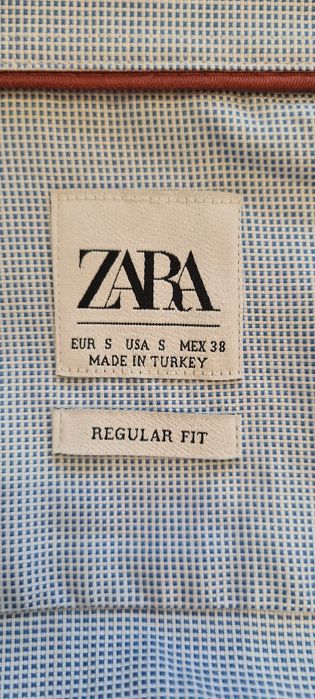 ZARA
EUR S USA S MEX 38
MADE IN TURKEY
REGULAR FIT